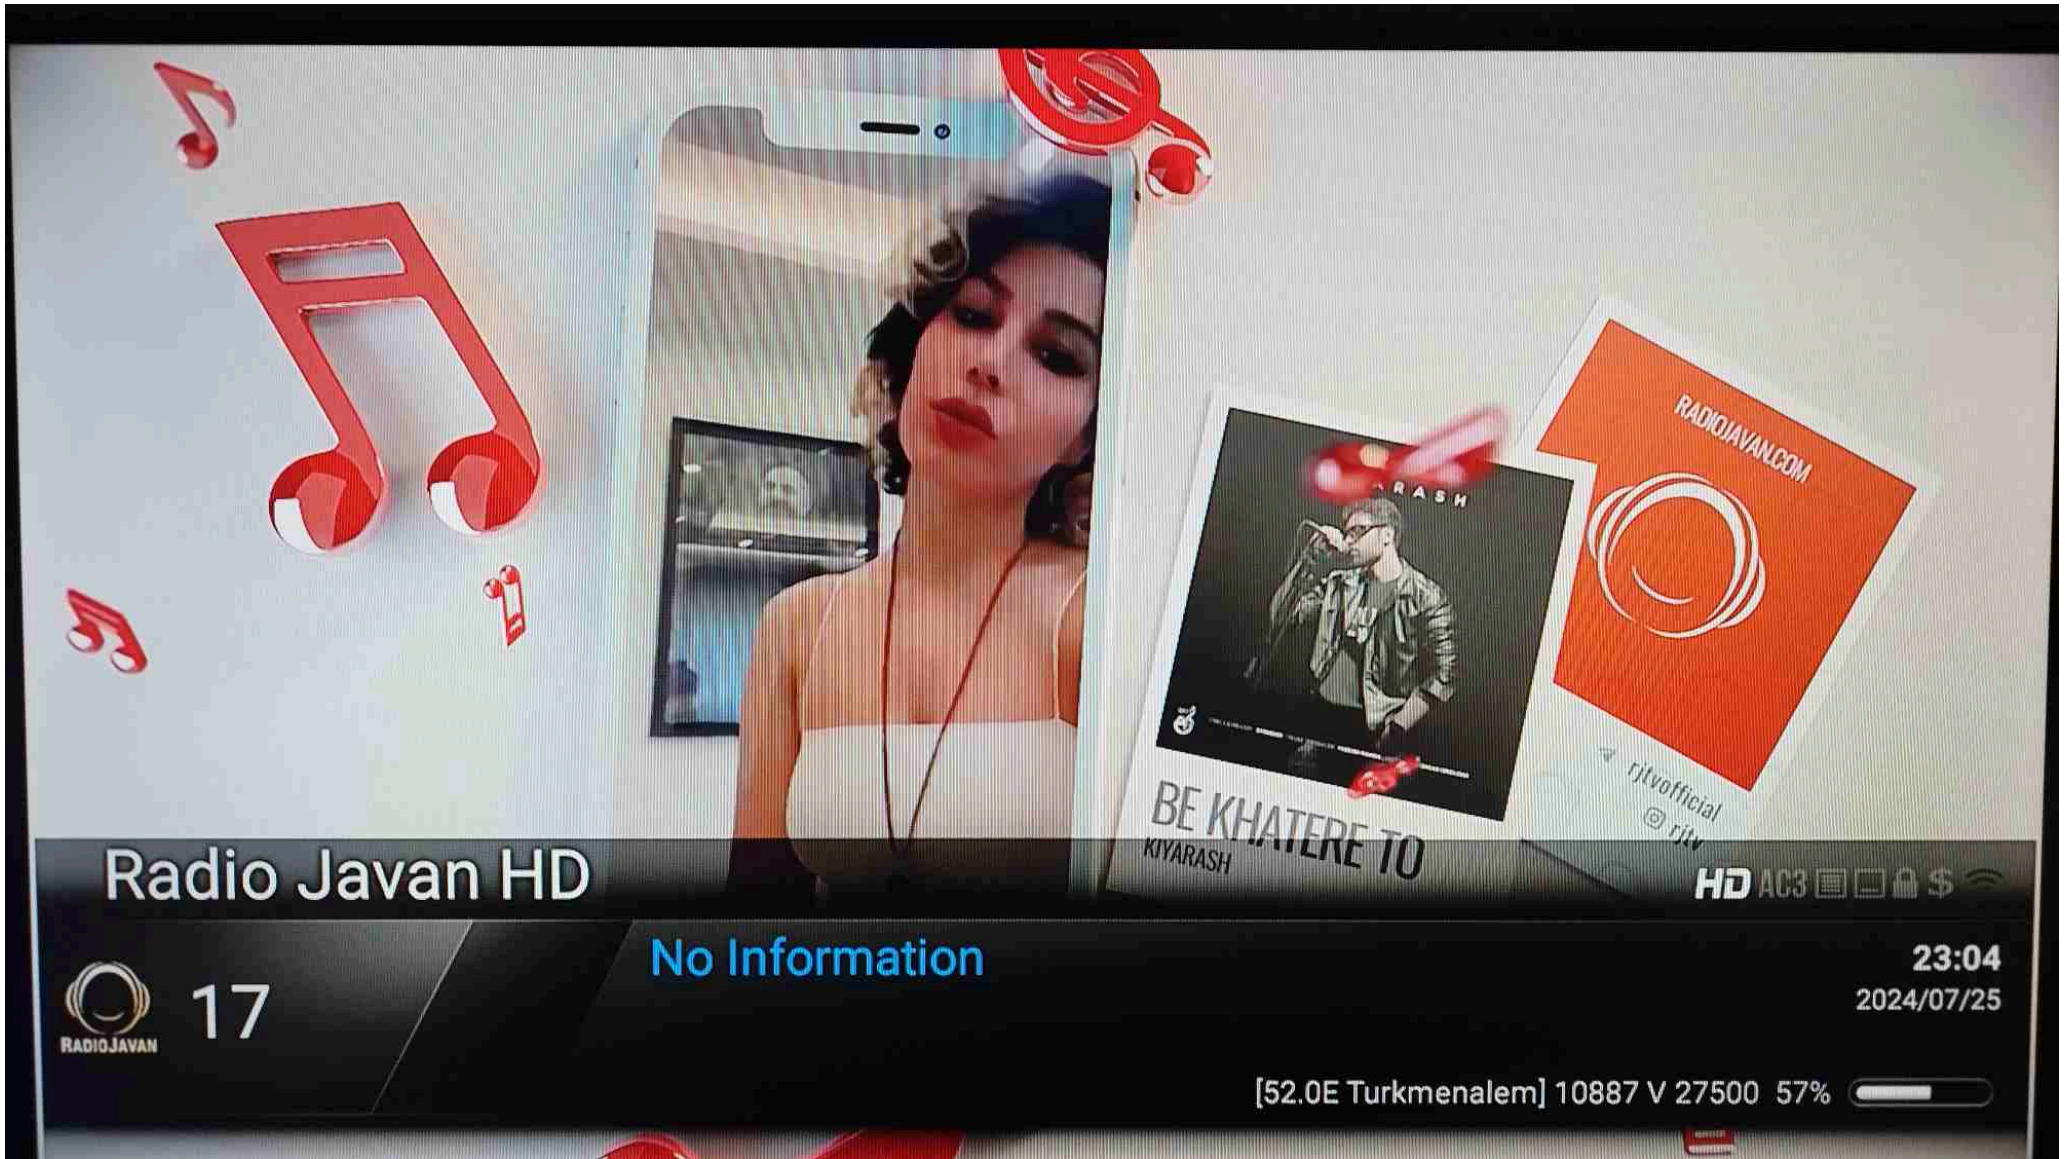 RADIOJAVAN.COM
ARASH
rjtvofficial
rjtv
BE KHATERE TO
KIYARASH
Radio Javan HD
HD AC3 $
No Information
17
RADIOJAVAN
23:04
2024/07/25
[52.0E Turkmenalem] 10887 V 27500 57%